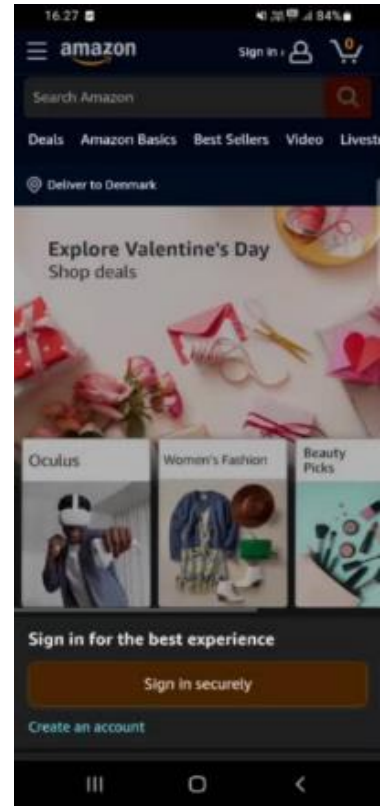 16.27
84%
amazon
Sign in ›
0
Search Amazon
Deals Amazon Basics Best Sellers Video Livest
Deliver to Denmark
Explore Valentine's Day
Shop deals
Oculus
Women's Fashion
Beauty
Picks
Sign in for the best experience
Sign in securely
Create an account